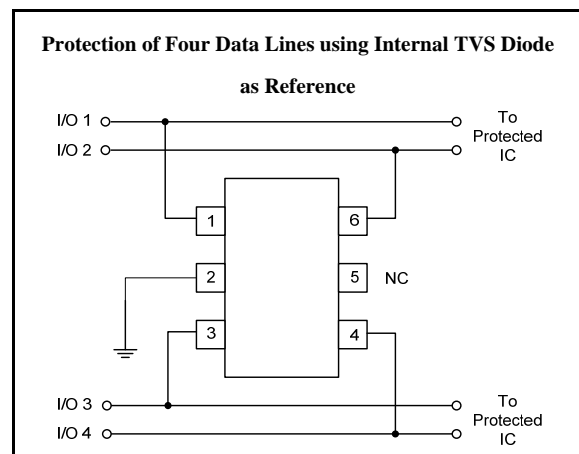 Protection of Four Data Lines using Internal TVS Diode
as Reference
I/O 1
To
Protected
IC
I/O 2
1
6
2
5
NC
3
4
I/O 3
To
Protected
IC
I/O 4